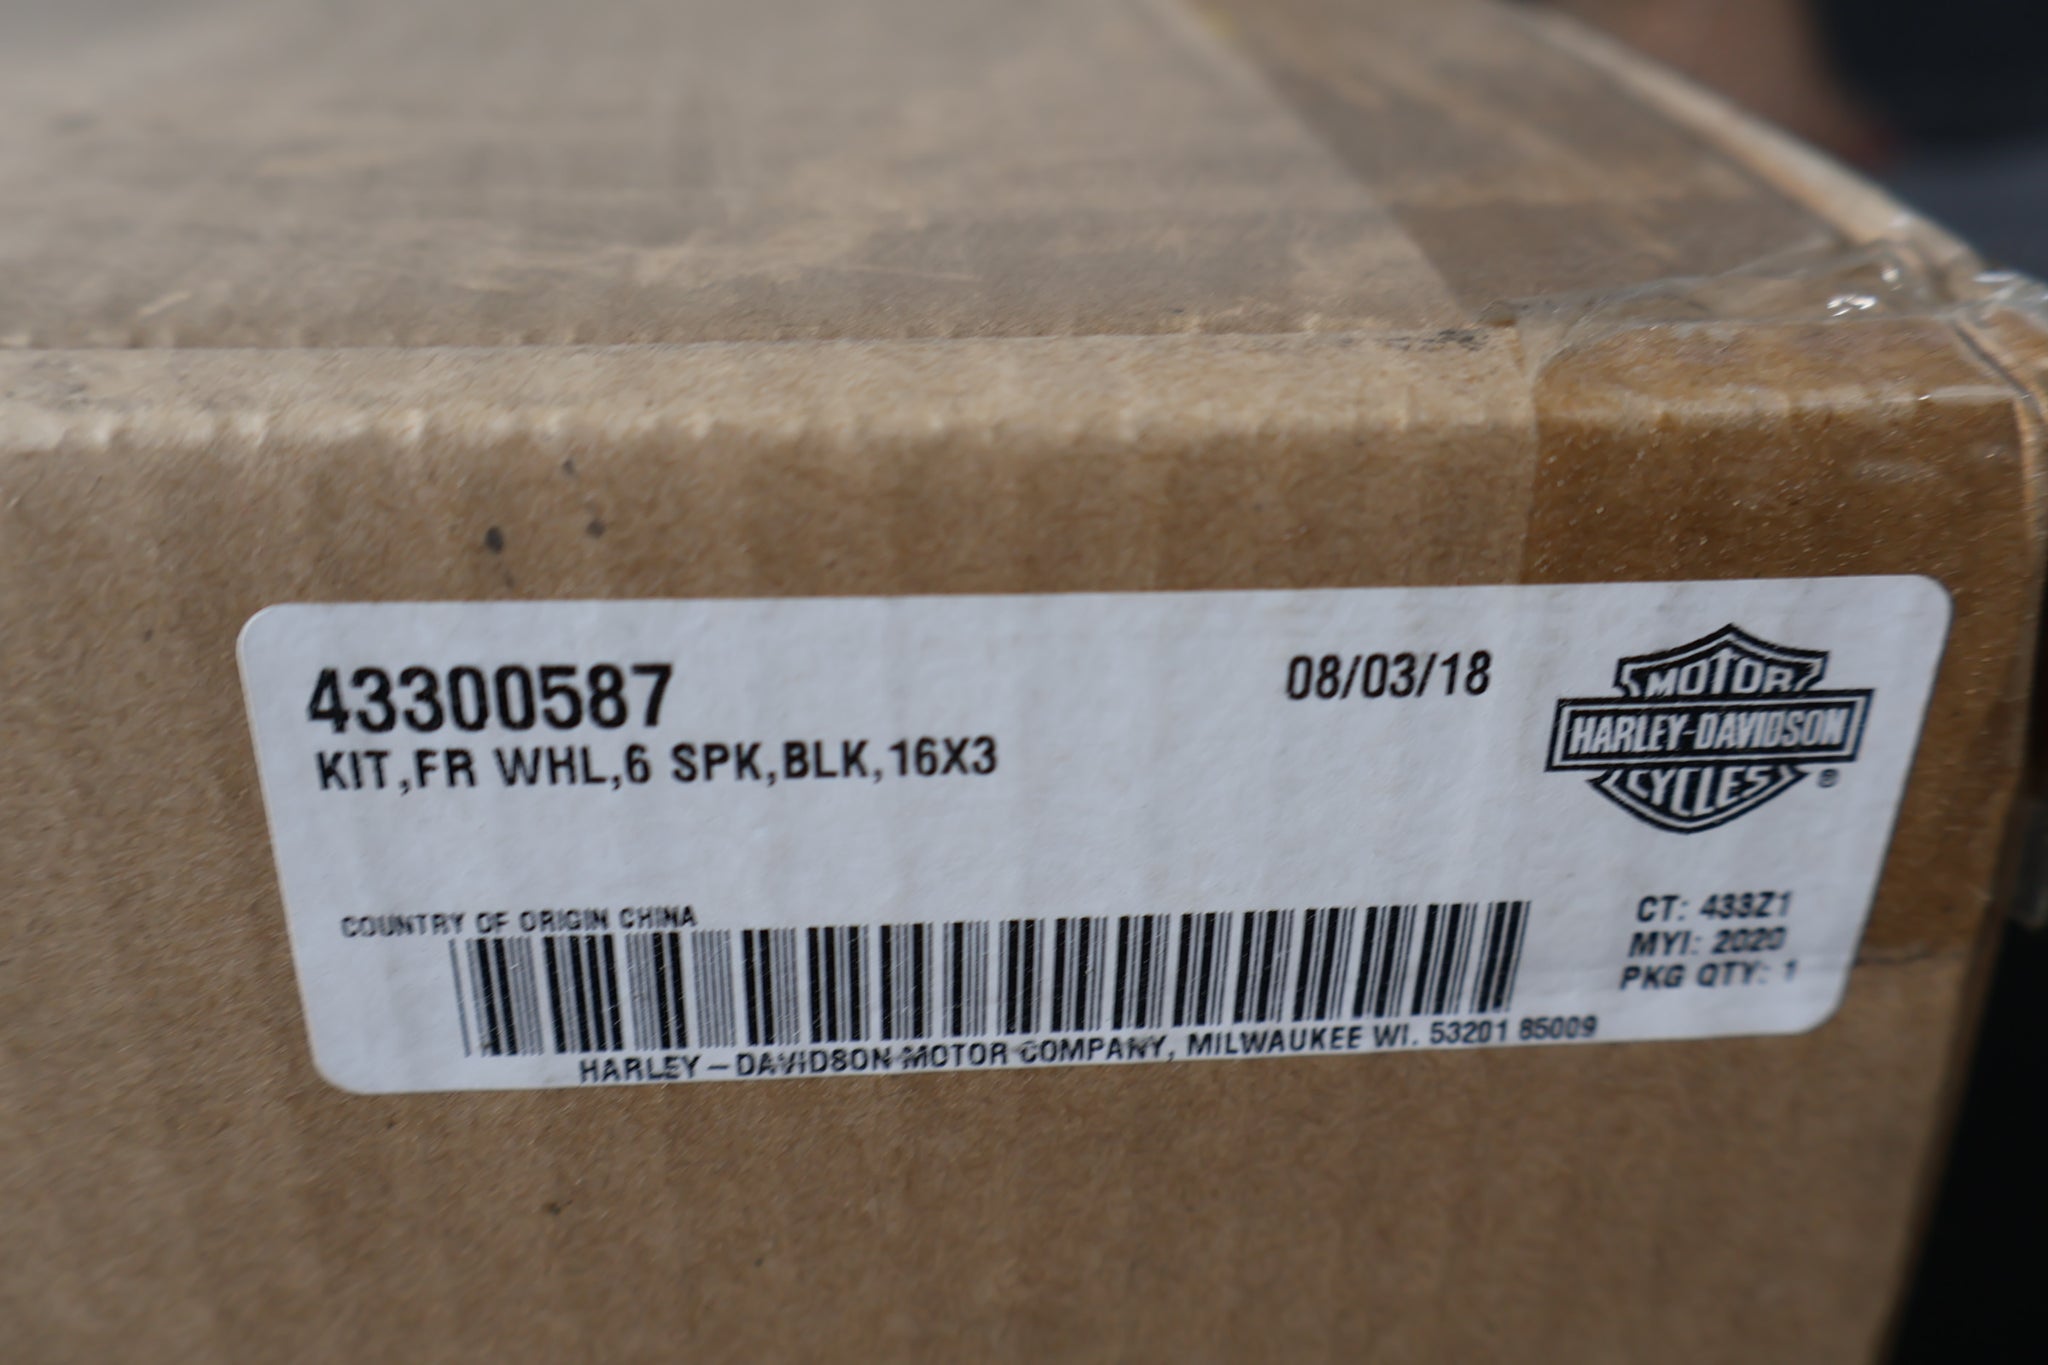 43300587
08/03/18
KIT,FR WHL,6 SPK,BLK,16X3
MOTOR
HARLEY-DAVIDSON
CYCLES
®
COUNTRY OF ORIGIN CHINA
CT: 433Z1
MYI: 2020
PKG QTY: 1
HARLEY-DAVIDSON MOTOR COMPANY, MILWAUKEE WI. 53201 85009